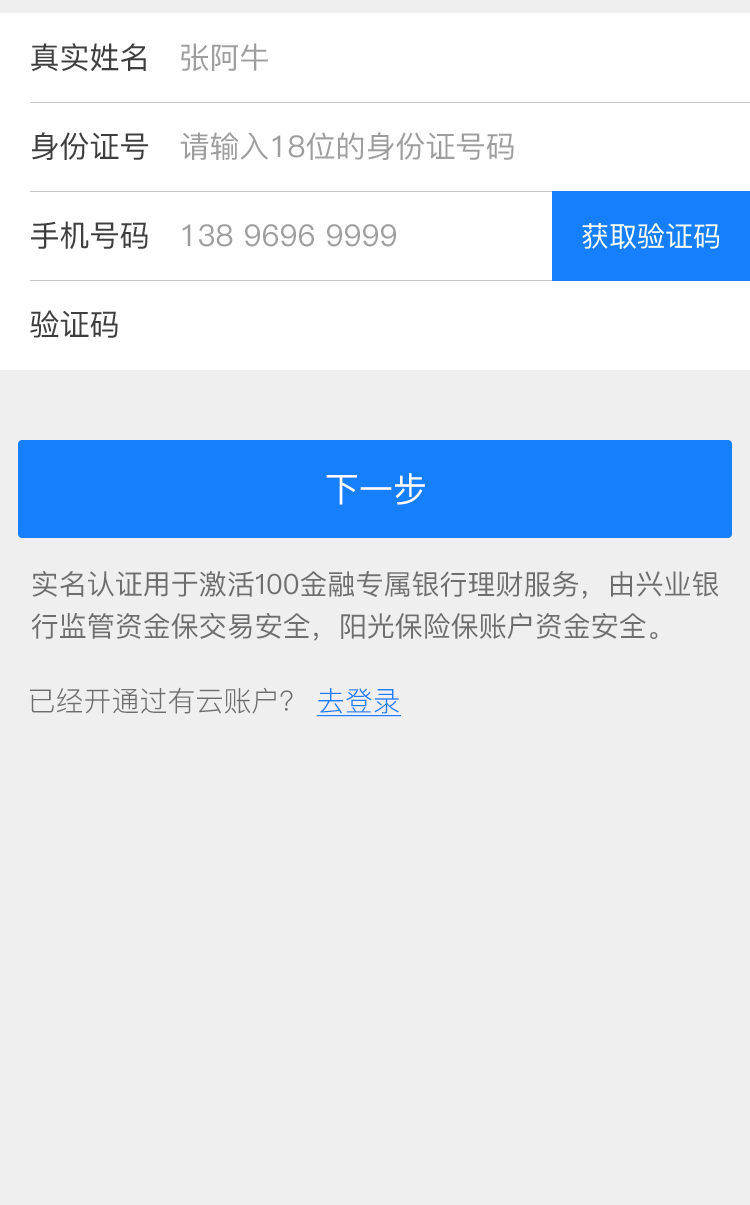 真实姓名 张阿牛
身份证号 请输入18位的身份证号码
手机号码 138 9696 9999 获取验证码
验证码
下一步
实名认证用于激活100金融专属银行理财服务，由兴业银
行监管资金保交易安全，阳光保险保账户资金安全。
已经开通过有云账户？ 去登录